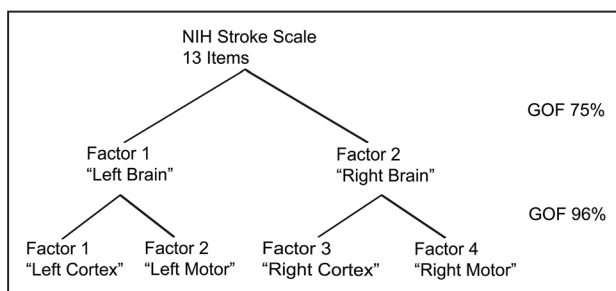 NIH Stroke Scale
13 Items
GOF 75%
Factor 1
“Left Brain”
Factor 2
“Right Brain”
GOF 96%
Factor 1
“Left Cortex”
Factor 2
“Left Motor”
Factor 3
“Right Cortex”
Factor 4
“Right Motor”